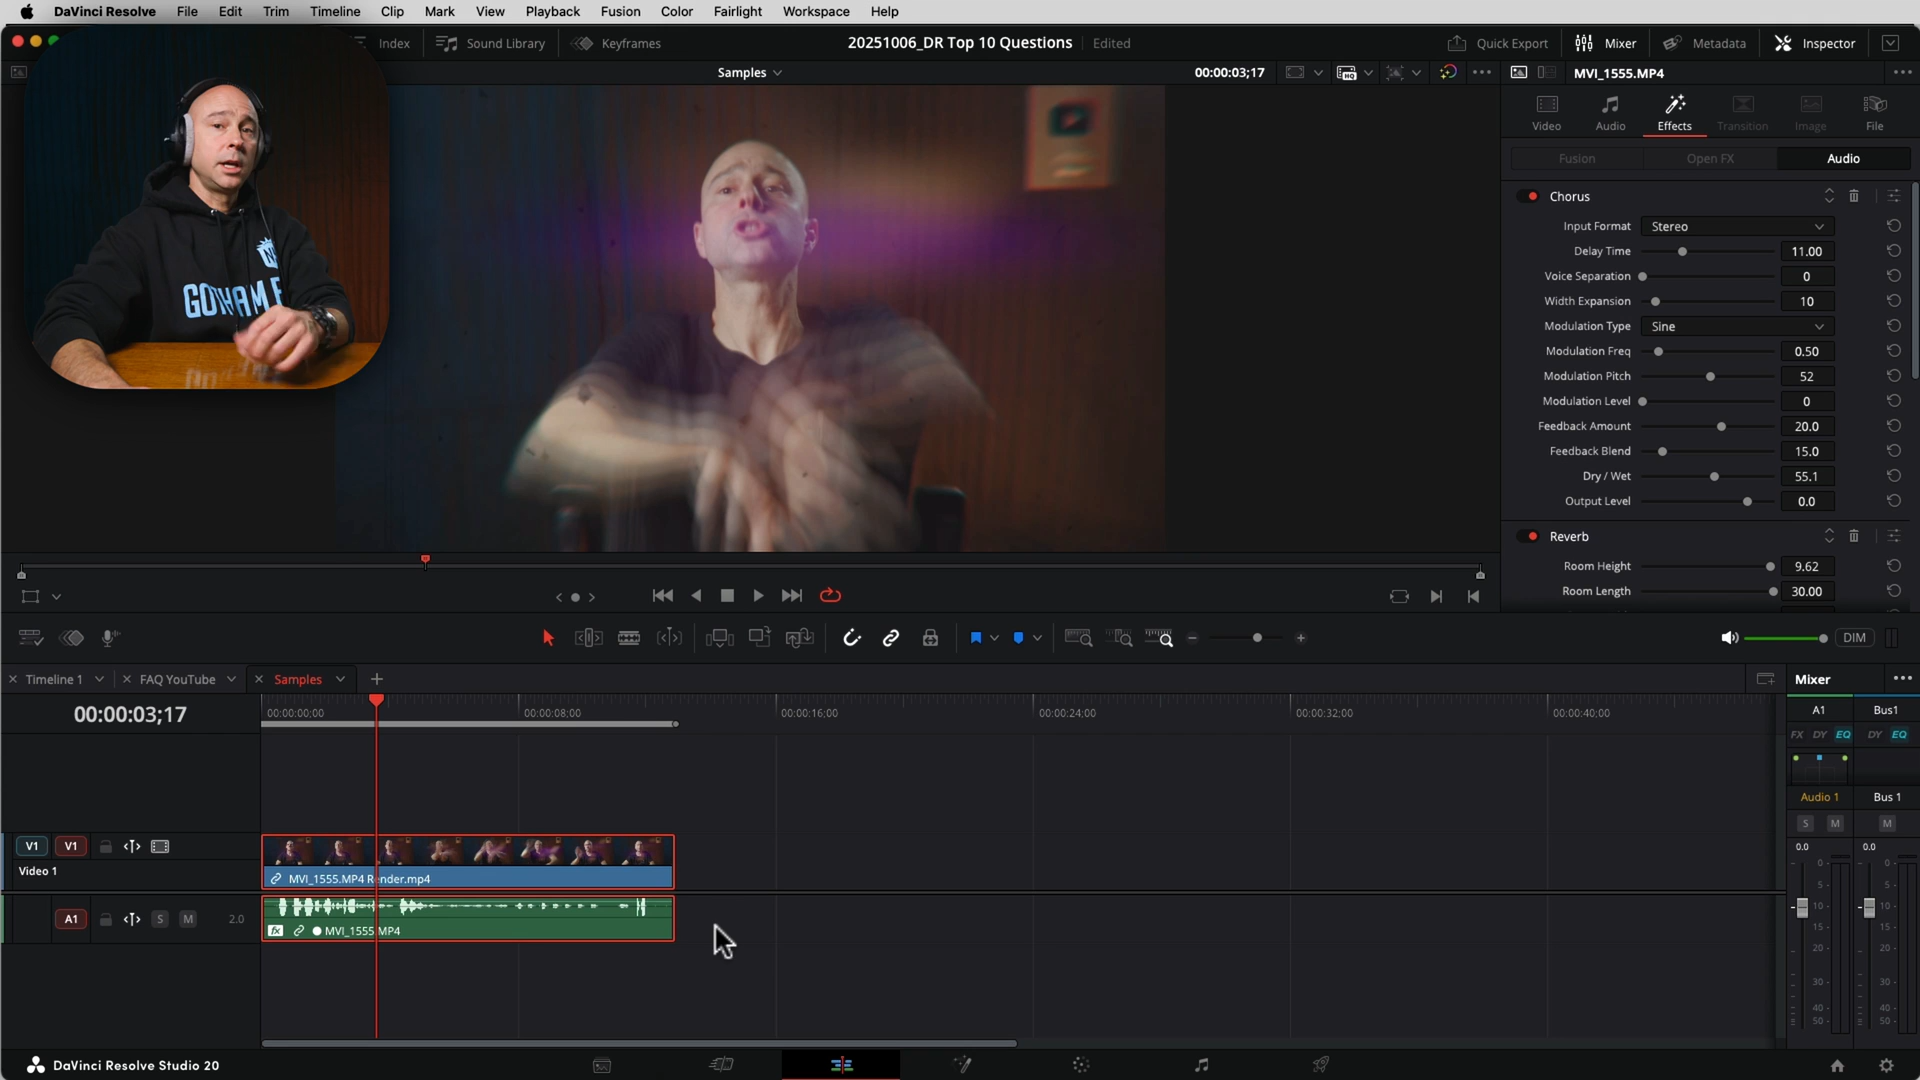 DaVinci Resolve File Edit Trim Timeline Clip Mark View Playback Fusion Color Fairlight Workspace Help
Index Sound Library Keyframes 20251006_DR Top 10 Questions Edited Quick Export Mixer Metadata Inspector
Samples 00:00:03;17 HQ MVI_1555.MP4
Video Audio Effects Transition Image File
Fusion Open FX Audio
Chorus
Input Format Stereo
Delay Time 11.00
Voice Separation 0
Width Expansion 10
Modulation Type Sine
Modulation Freq 0.50
Modulation Pitch 52
Modulation Level 0
Feedback Amount 20.0
Feedback Blend 15.0
Dry / Wet 55.1
Output Level 0.0
Reverb
Room Height 9.62
Room Length 30.00
DIM
Timeline 1 FAQ YouTube Samples Mixer
00:00:03;17 00:00:00;00 00:00:08;00 00:00:16;00 00:00:24;00 00:00:32;00 00:00:40;00
A1 Bus1
FX DY EQ DY EQ
Audio 1 Bus 1
S M M
0.0 0.0
V1 V1
Video 1
MVI_1555.MP4 Render.mp4
A1 S M 2.0
fx MVI_1555.MP4
0 0
5 5
10 10
15 15
20 20
30 30
40 40
50 50
DaVinci Resolve Studio 20